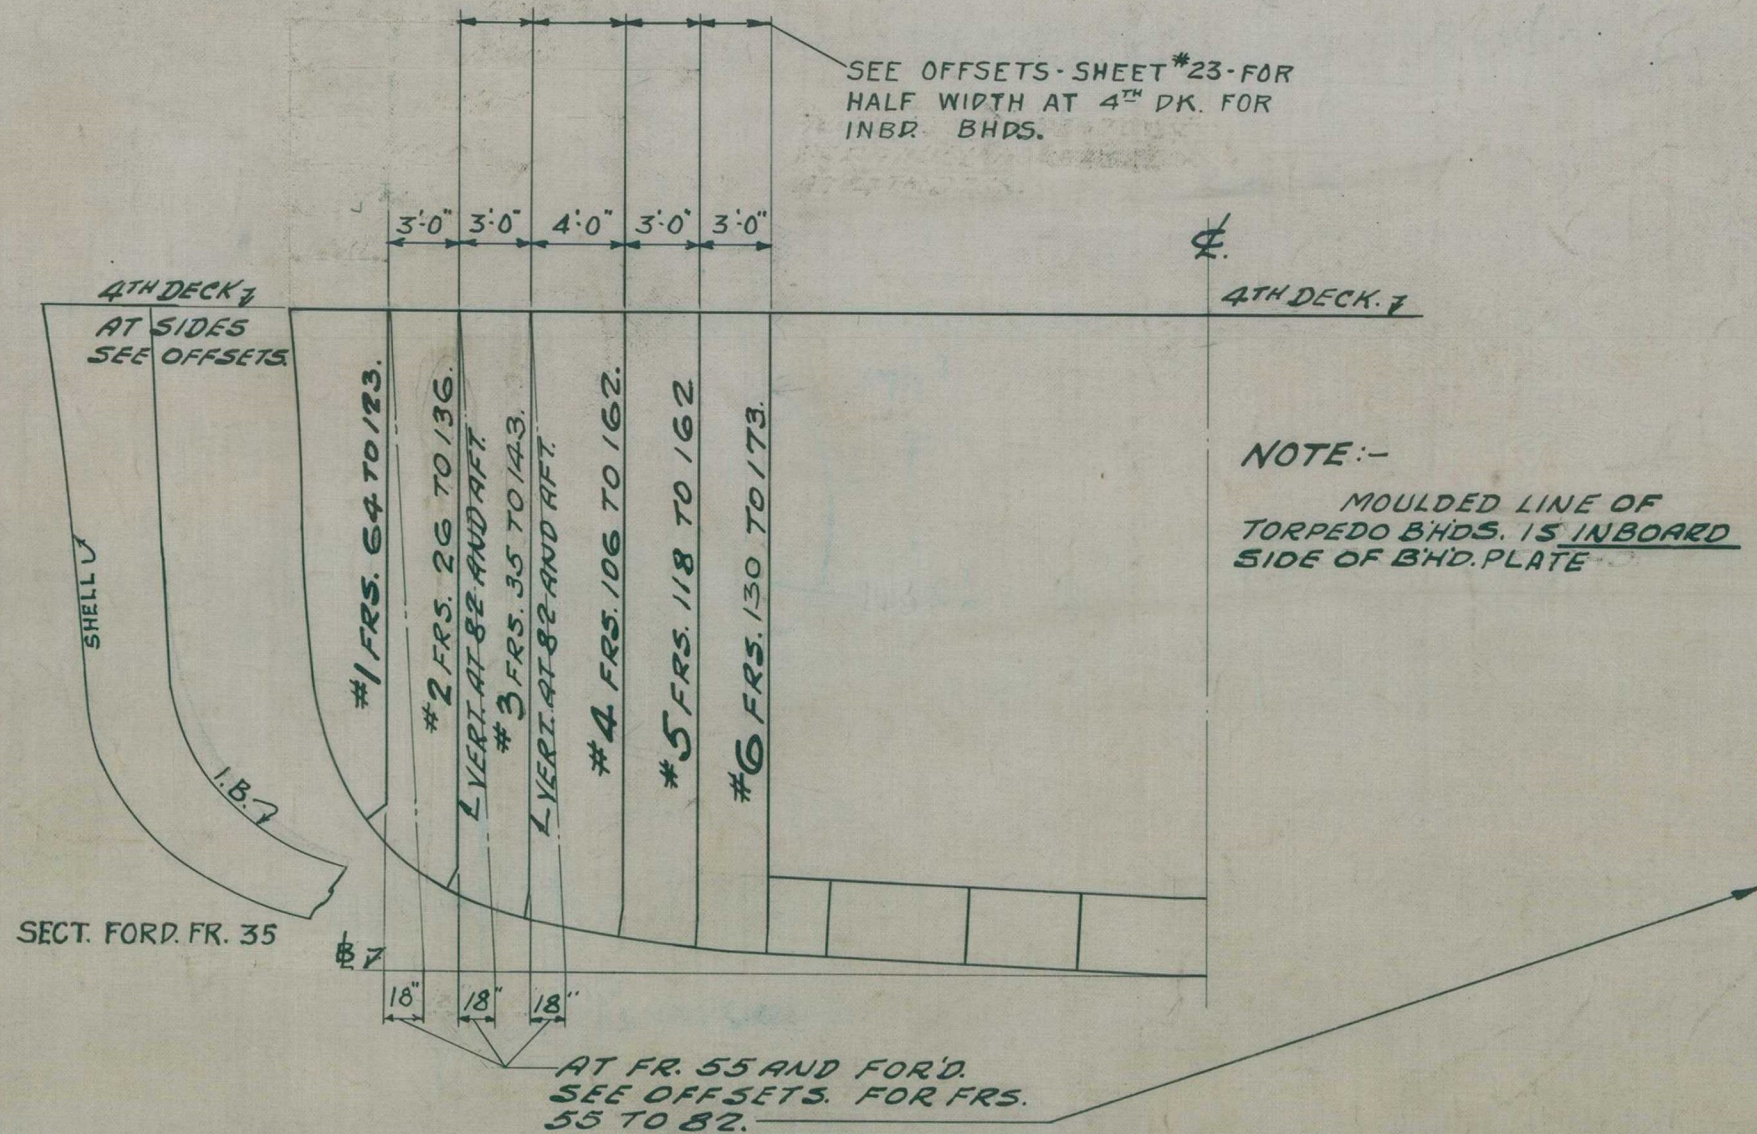 SEE OFFSETS-SHEET #23-FOR
HALF WIDTH AT 4TH DK. FOR
INBD. BHDS.
3'-0" 3'-0" 4'-0" 3'-0" 3'-0"
℄.
4TH DECK
AT SIDES
SEE OFFSETS.
4TH DECK.
#1 FRS. 64 TO 123.
#2 FRS. 26 TO 136.
VERT. AT 82 AND AFT.
#3 FRS. 35 TO 143.
VERT. AT 82 AND AFT.
#4 FRS. 106 TO 162.
#5 FRS. 118 TO 162
#6 FRS. 130 TO 173.
NOTE:-
MOULDED LINE OF
TORPEDO B'H'DS. IS INBOARD
SIDE OF B'H'D. PLATE
SHELL
I.B.
SECT. FORD. FR. 35
B
18" 18" 18"
AT FR. 55 AND FOR'D.
SEE OFFSETS. FOR FRS.
55 TO 82.